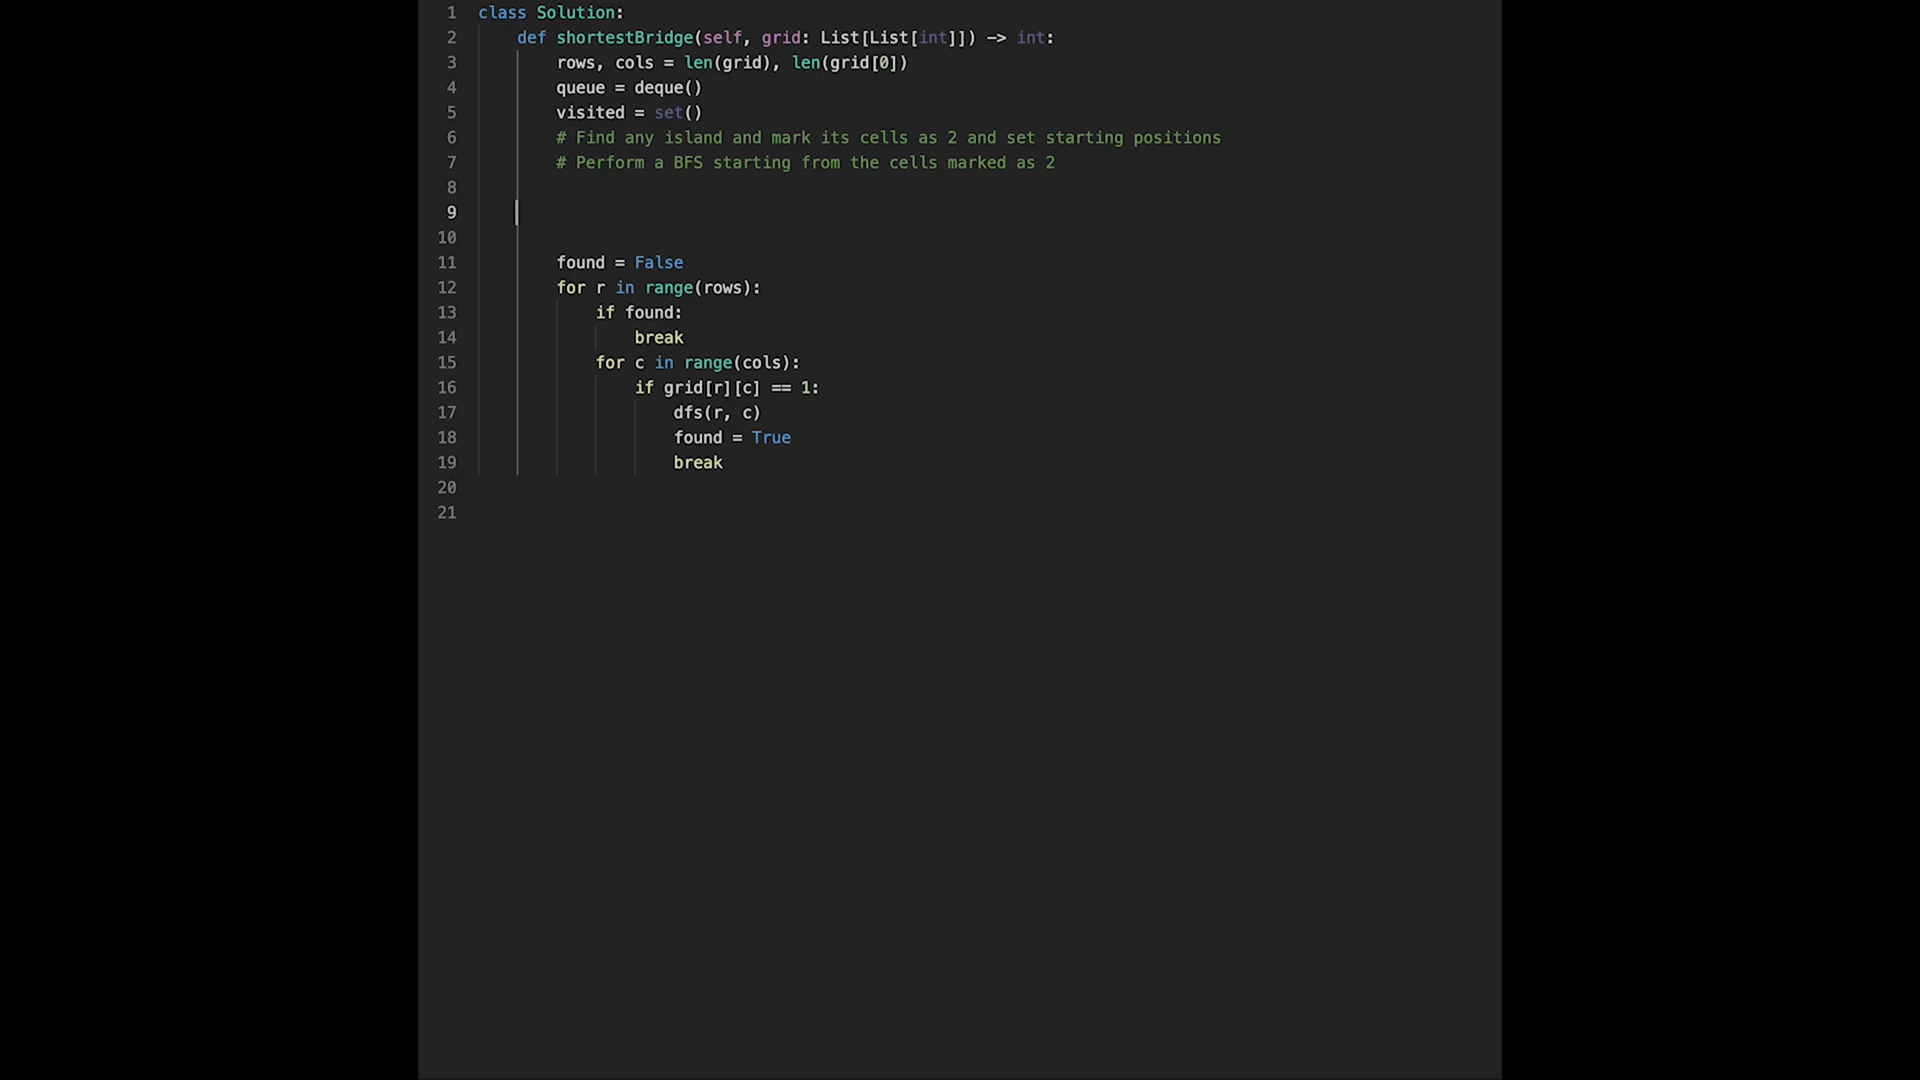 1 class Solution:
2 def shortestBridge(self, grid: List[List[int]]) -> int:
3 rows, cols = len(grid), len(grid[0])
4 queue = deque()
5 visited = set()
6 # Find any island and mark its cells as 2 and set starting positions
7 # Perform a BFS starting from the cells marked as 2
8
9
10
11 found = False
12 for r in range(rows):
13 if found:
14 break
15 for c in range(cols):
16 if grid[r][c] == 1:
17 dfs(r, c)
18 found = True
19 break
20
21